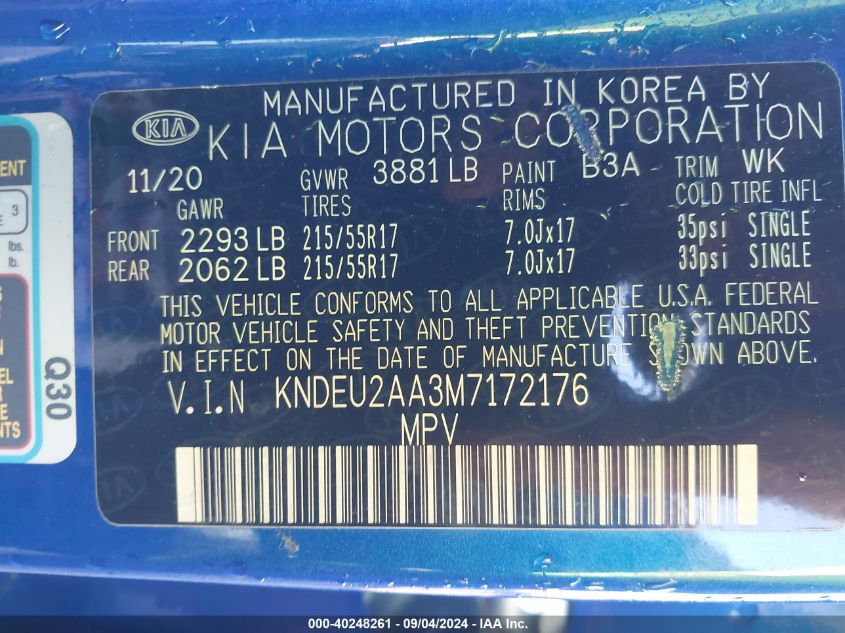 MANUFACTURED IN KOREA BY
KIA KIA MOTORS CORPORATION
11/20 GVWR 3881 LB PAINT B3A TRIM WK
GAWR TIRES RIMS COLD TIRE INFL
FRONT 2293 LB 215/55R17 7.0Jx17 35psi SINGLE
REAR 2062 LB 215/55R17 7.0Jx17 33psi SINGLE
THIS VEHICLE CONFORMS TO ALL APPLICABLE U.S.A. FEDERAL
MOTOR VEHICLE SAFETY AND THEFT PREVENTION STANDARDS
IN EFFECT ON THE DATE OF MANUFACTURE SHOWN ABOVE.
V.I.N KNDEU2AA3M7172176
MPV
3
lbs.
lb.
Q30
000-40248261 - 09/04/2024 - IAA Inc.